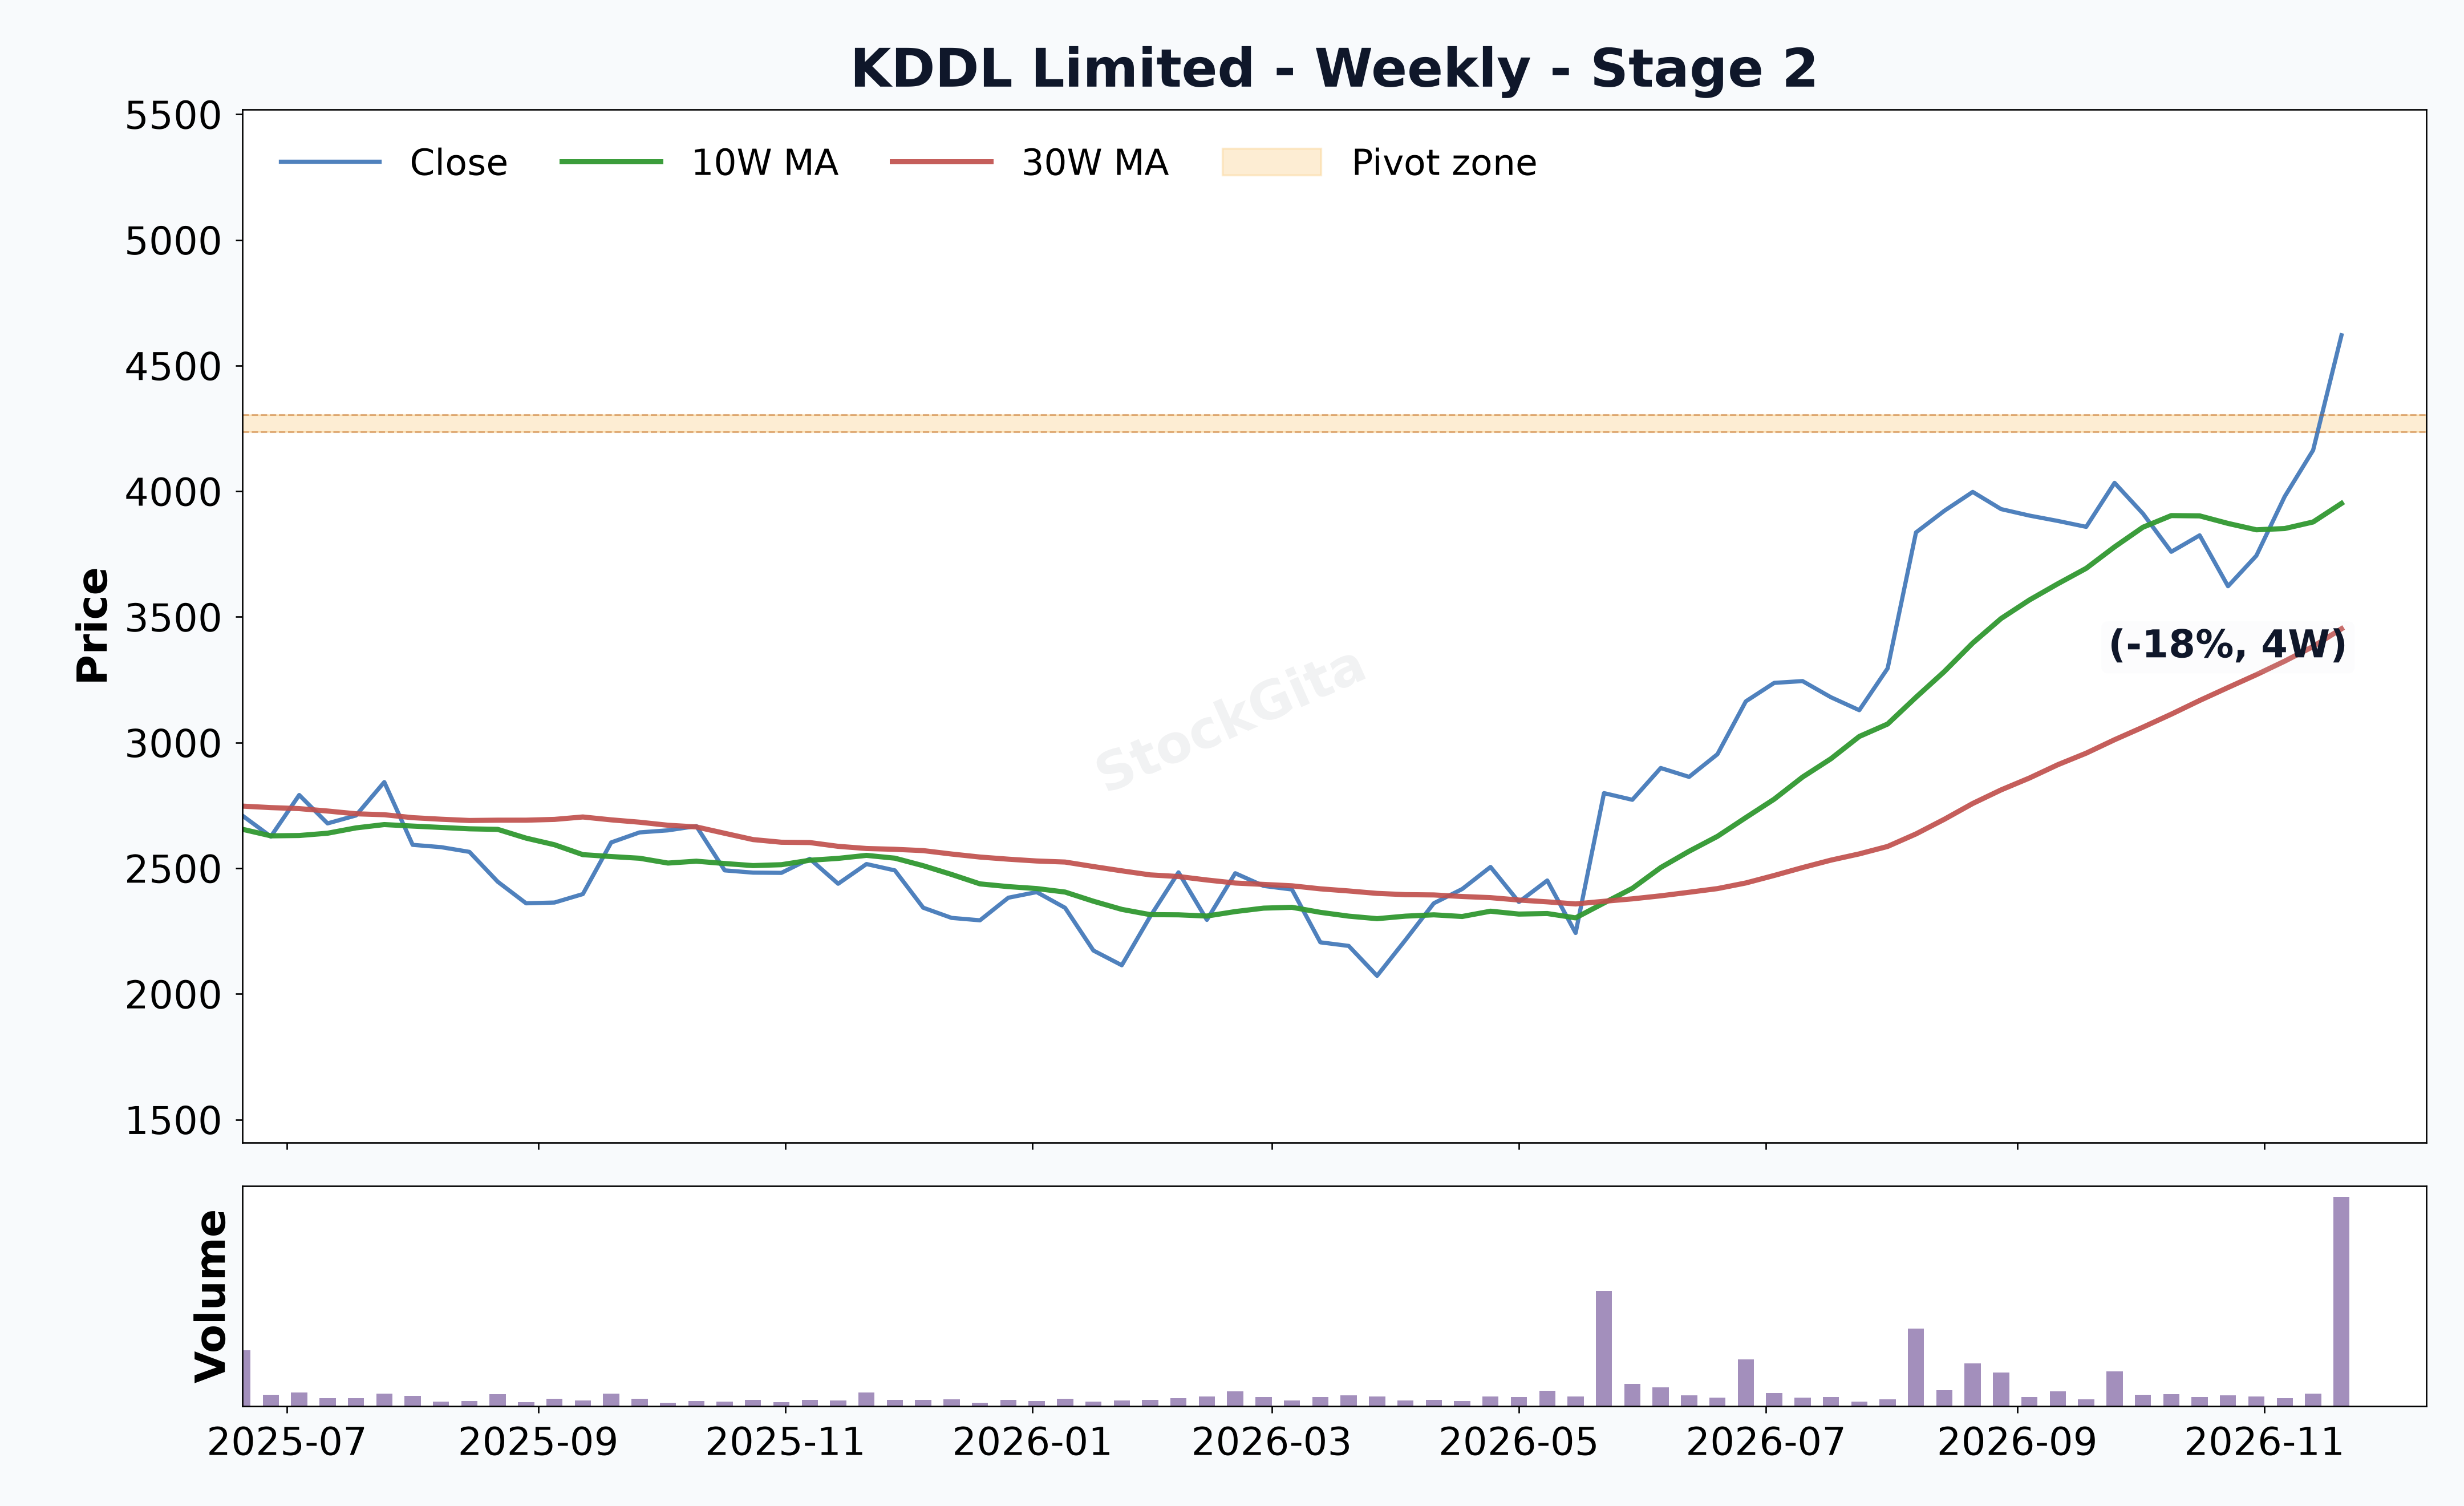 KDDL Limited - Weekly - Stage 2
5500
Close 10W MA 30W MA Pivot zone
5000
4500
4000
3500
3000
2500
2000
1500
Price
(-18%, 4W)
StockGita
Volume
2025-07 2025-09 2025-11 2026-01 2026-03 2026-05 2026-07 2026-09 2026-11